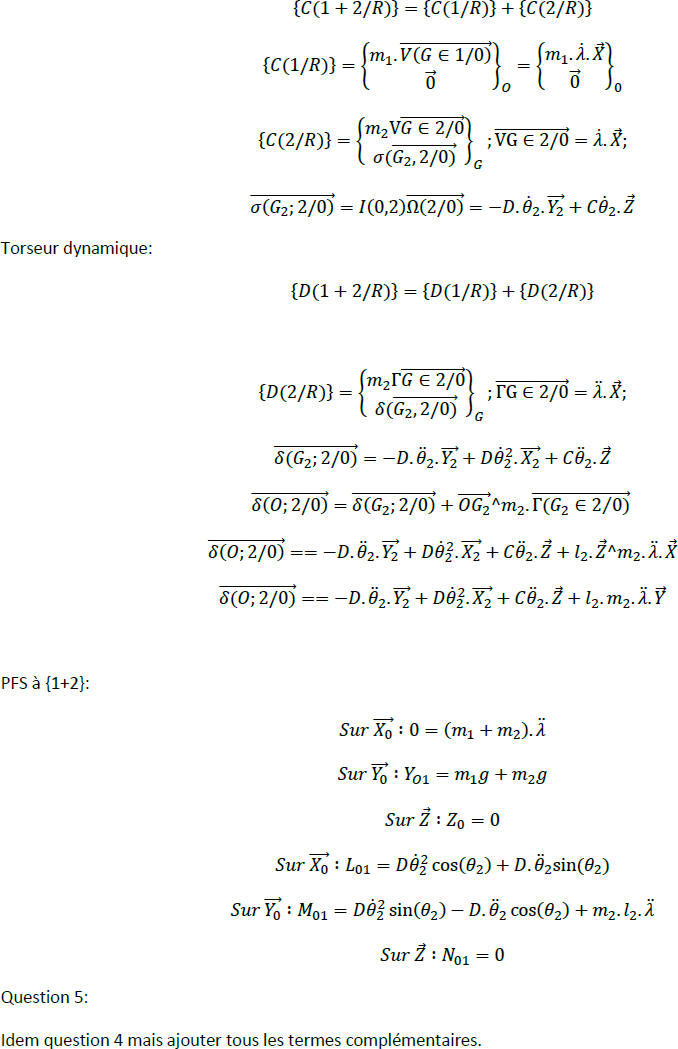 {C(1 + 2/R)} = {C(1/R)} + {C(2/R)}
$\{C(1/R)\} = \begin{Bmatrix} m_1.\overrightarrow{V(G \in 1/0)} \\ \vec{0} \end{Bmatrix}_O = \begin{Bmatrix} m_1.\dot{\lambda}.\vec{X} \\ \vec{0} \end{Bmatrix}_0$
$\{C(2/R)\} = \begin{Bmatrix} m_2\mathrm{V}\overrightarrow{G \in 2/0} \\ \overrightarrow{\sigma(G_2, 2/0)} \end{Bmatrix}_G ; \overrightarrow{\mathrm{VG} \in 2/0} = \dot{\lambda}.\vec{X};$
$\overrightarrow{\sigma(G_2; 2/0)} = I(0,2)\overrightarrow{\Omega(2/0)} = -D.\dot{\theta}_2.\overrightarrow{Y_2} + C\dot{\theta}_2.\vec{Z}$
Torseur dynamique:
{D(1 + 2/R)} = {D(1/R)} + {D(2/R)}
$\{D(2/R)\} = \begin{Bmatrix} m_2\Gamma\overrightarrow{G \in 2/0} \\ \overrightarrow{\delta(G_2, 2/0)} \end{Bmatrix}_G ; \overrightarrow{\Gamma\mathrm{G} \in 2/0} = \ddot{\lambda}.\vec{X};$
$\overrightarrow{\delta(G_2; 2/0)} = -D.\ddot{\theta}_2.\overrightarrow{Y_2} + D\dot{\theta}_2^2.\overrightarrow{X_2} + C\ddot{\theta}_2.\vec{Z}$
$\overrightarrow{\delta(O; 2/0)} = \overrightarrow{\delta(G_2; 2/0)} + \overrightarrow{OG_2}\text{^}m_2.\overrightarrow{\Gamma(G_2 \in 2/0)}$
$\overrightarrow{\delta(O; 2/0)} == -D.\ddot{\theta}_2.\overrightarrow{Y_2} + D\dot{\theta}_2^2.\overrightarrow{X_2} + C\ddot{\theta}_2.\vec{Z} + l_2.\vec{Z}\text{^}m_2.\ddot{\lambda}.\vec{X}$
$\overrightarrow{\delta(O; 2/0)} == -D.\ddot{\theta}_2.\overrightarrow{Y_2} + D\dot{\theta}_2^2.\overrightarrow{X_2} + C\ddot{\theta}_2.\vec{Z} + l_2.m_2.\ddot{\lambda}.\vec{Y}$
PFS à {1+2}:
$Sur\ \overrightarrow{X_0} : 0 = (m_1 + m_2).\ddot{\lambda}$
$Sur\ \overrightarrow{Y_0} : Y_{O1} = m_1g + m_2g$
$Sur\ \vec{Z} : Z_0 = 0$
$Sur\ \overrightarrow{X_0} : L_{01} = D\dot{\theta}_2^2\cos(\theta_2) + D.\ddot{\theta}_2\sin(\theta_2)$
$Sur\ \overrightarrow{Y_0} : M_{01} = D\dot{\theta}_2^2\sin(\theta_2) - D.\ddot{\theta}_2\cos(\theta_2) + m_2.l_2.\ddot{\lambda}$
$Sur\ \vec{Z} : N_{01} = 0$
Question 5:
Idem question 4 mais ajouter tous les termes complémentaires.